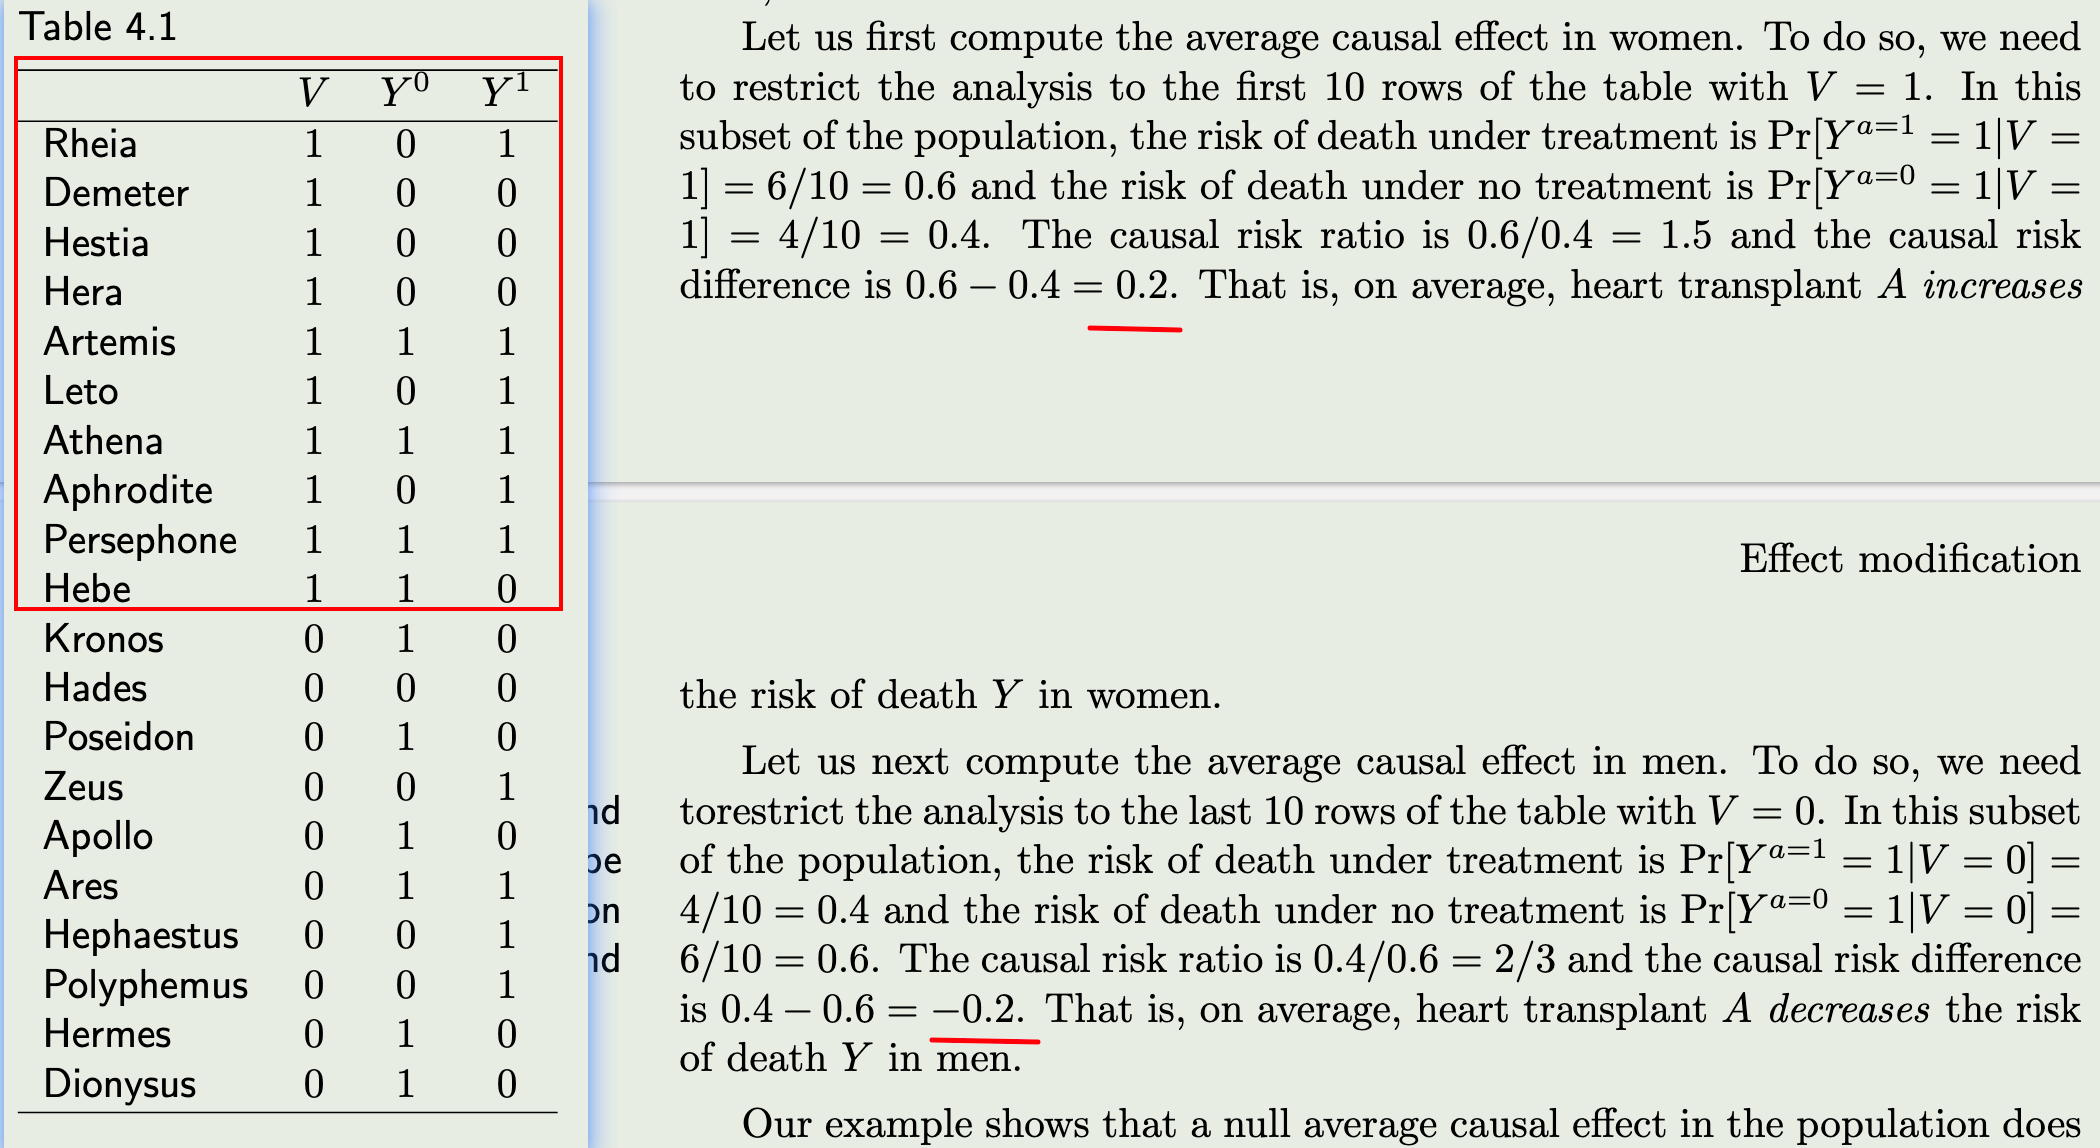 Table 4.1
V Y⁰ Y¹
Rheia 1 0 1
Demeter 1 0 0
Hestia 1 0 0
Hera 1 0 0
Artemis 1 1 1
Leto 1 0 1
Athena 1 1 1
Aphrodite 1 0 1
Persephone 1 1 1
Hebe 1 1 0
Kronos 0 1 0
Hades 0 0 0
Poseidon 0 1 0
Zeus 0 0 1
Apollo 0 1 0
Ares 0 1 1
Hephaestus 0 0 1
Polyphemus 0 0 1
Hermes 0 1 0
Dionysus 0 1 0
Let us first compute the average causal effect in women. To do so, we need
to restrict the analysis to the first 10 rows of the table with V = 1. In this
subset of the population, the risk of death under treatment is Pr[Yᵃ⁼¹ = 1|V =
1] = 6/10 = 0.6 and the risk of death under no treatment is Pr[Yᵃ⁼⁰ = 1|V =
1] = 4/10 = 0.4. The causal risk ratio is 0.6/0.4 = 1.5 and the causal risk
difference is 0.6 − 0.4 = 0.2. That is, on average, heart transplant A increases
Effect modification
the risk of death Y in women.
Let us next compute the average causal effect in men. To do so, we need
torestrict the analysis to the last 10 rows of the table with V = 0. In this subset
of the population, the risk of death under treatment is Pr[Yᵃ⁼¹ = 1|V = 0] =
4/10 = 0.4 and the risk of death under no treatment is Pr[Yᵃ⁼⁰ = 1|V = 0] =
6/10 = 0.6. The causal risk ratio is 0.4/0.6 = 2/3 and the causal risk difference
is 0.4 − 0.6 = −0.2. That is, on average, heart transplant A decreases the risk
of death Y in men.
Our example shows that a null average causal effect in the population does